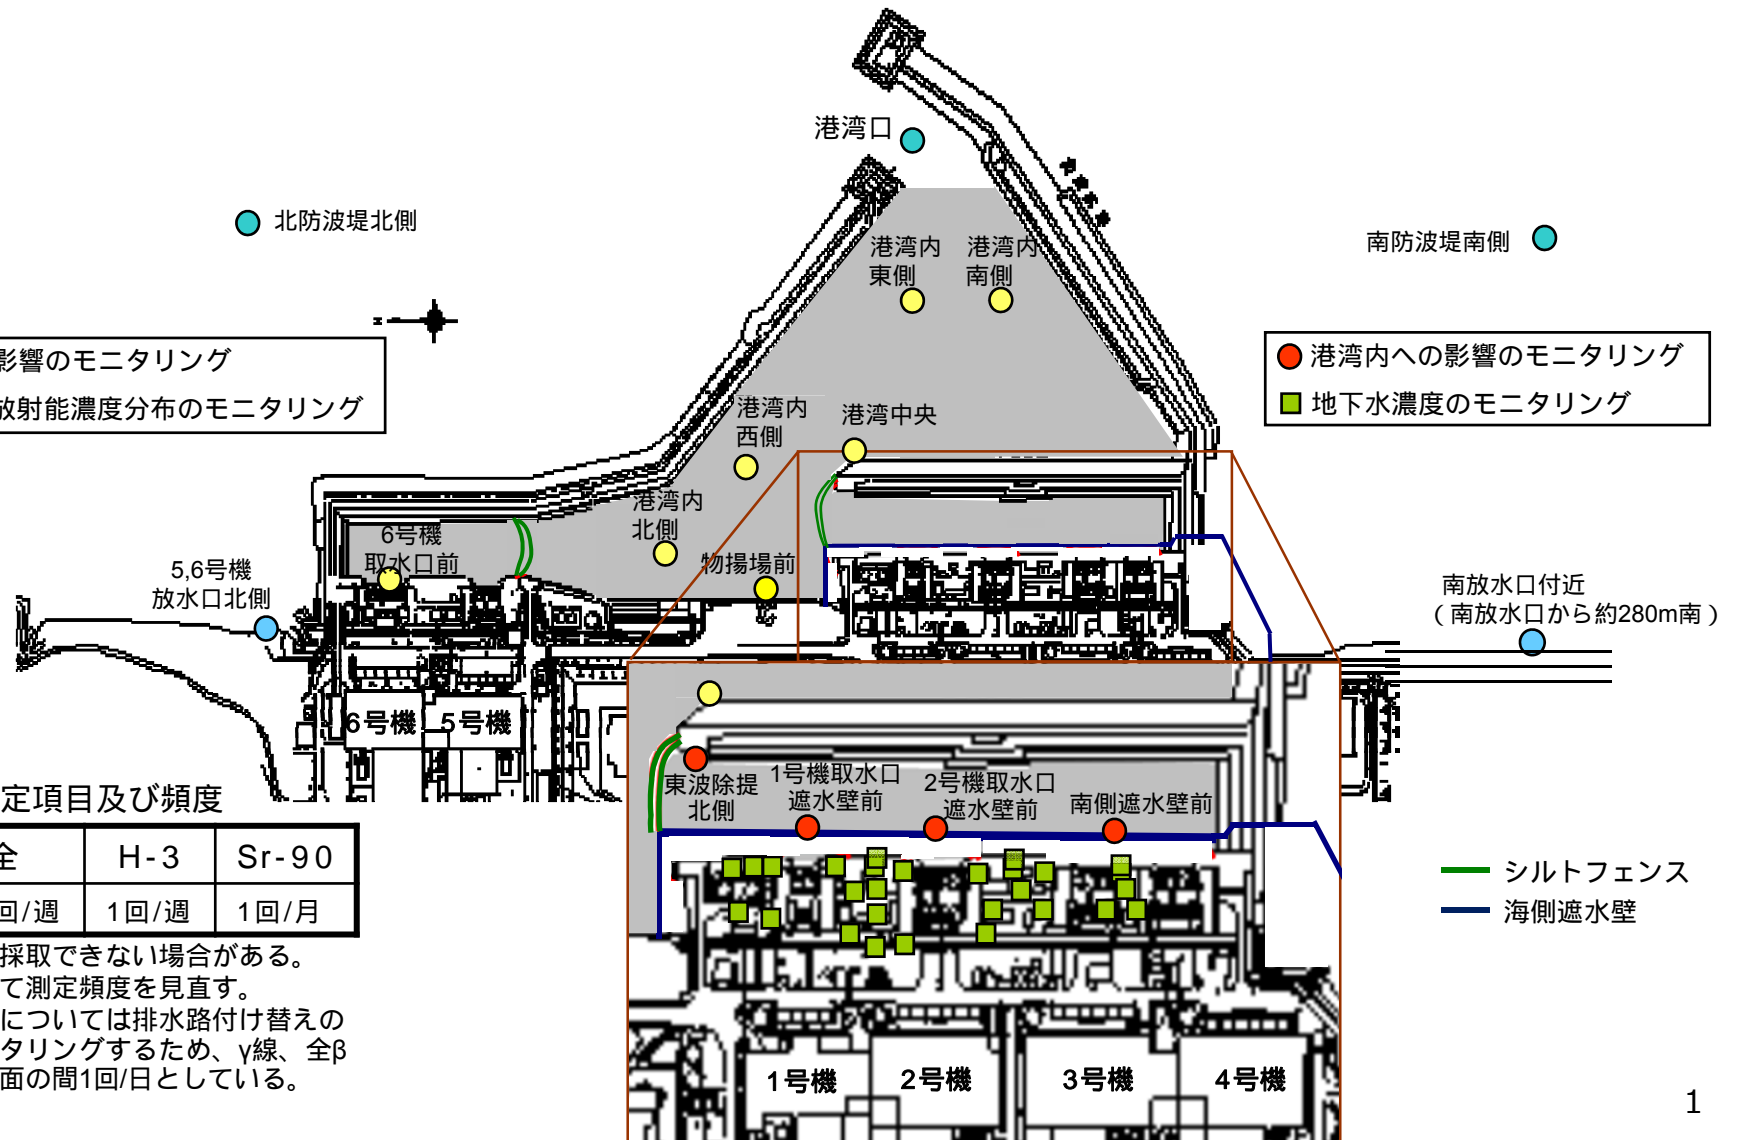 港湾口
北防波堤北側
南防波堤南側
港湾内
東側
港湾内
南側
影響のモニタリング
放射能濃度分布のモニタリング
港湾内への影響のモニタリング
地下水濃度のモニタリング
港湾内
西側
港湾中央
港湾内
北側
6号機
取水口前
物揚場前
5,6号機
放水口北側
南放水口付近
(南放水口から約280m南)
6号機
5号機
東波除堤
北側
1号機取水口
遮水壁前
2号機取水口
遮水壁前
南側遮水壁前
定項目及び頻度
全 H-3 Sr-90
回/週 1回/週 1回/月
採取できない場合がある。
て測定頻度を見直す。
については排水路付け替えの
タリングするため、γ線、全β
面の間1回/日としている。
シルトフェンス
海側遮水壁
1号機
2号機
3号機
4号機
1